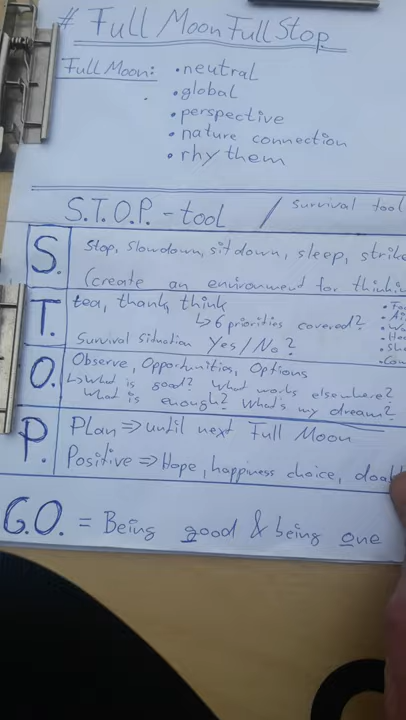 # Full Moon Full Stop
Full Moon: • neutral
• global
• perspective
• nature connection
• rhythem
S.T.O.P. - tool / survival tool
S. Stop, slowdown, sit down, sleep, strike
(create an environment for thinkin
T. tea, thank, think
↳ 6 priorities covered?
Survival Situation Yes/No?
O. Observe, Opportunities, Options
↳ What is good? What works elsewhere?
What is enough? What's my dream?
P. Plan ⇒ until next Full Moon
Positive ⇒ Hope, happiness choice,
G.O. = Being good & being one